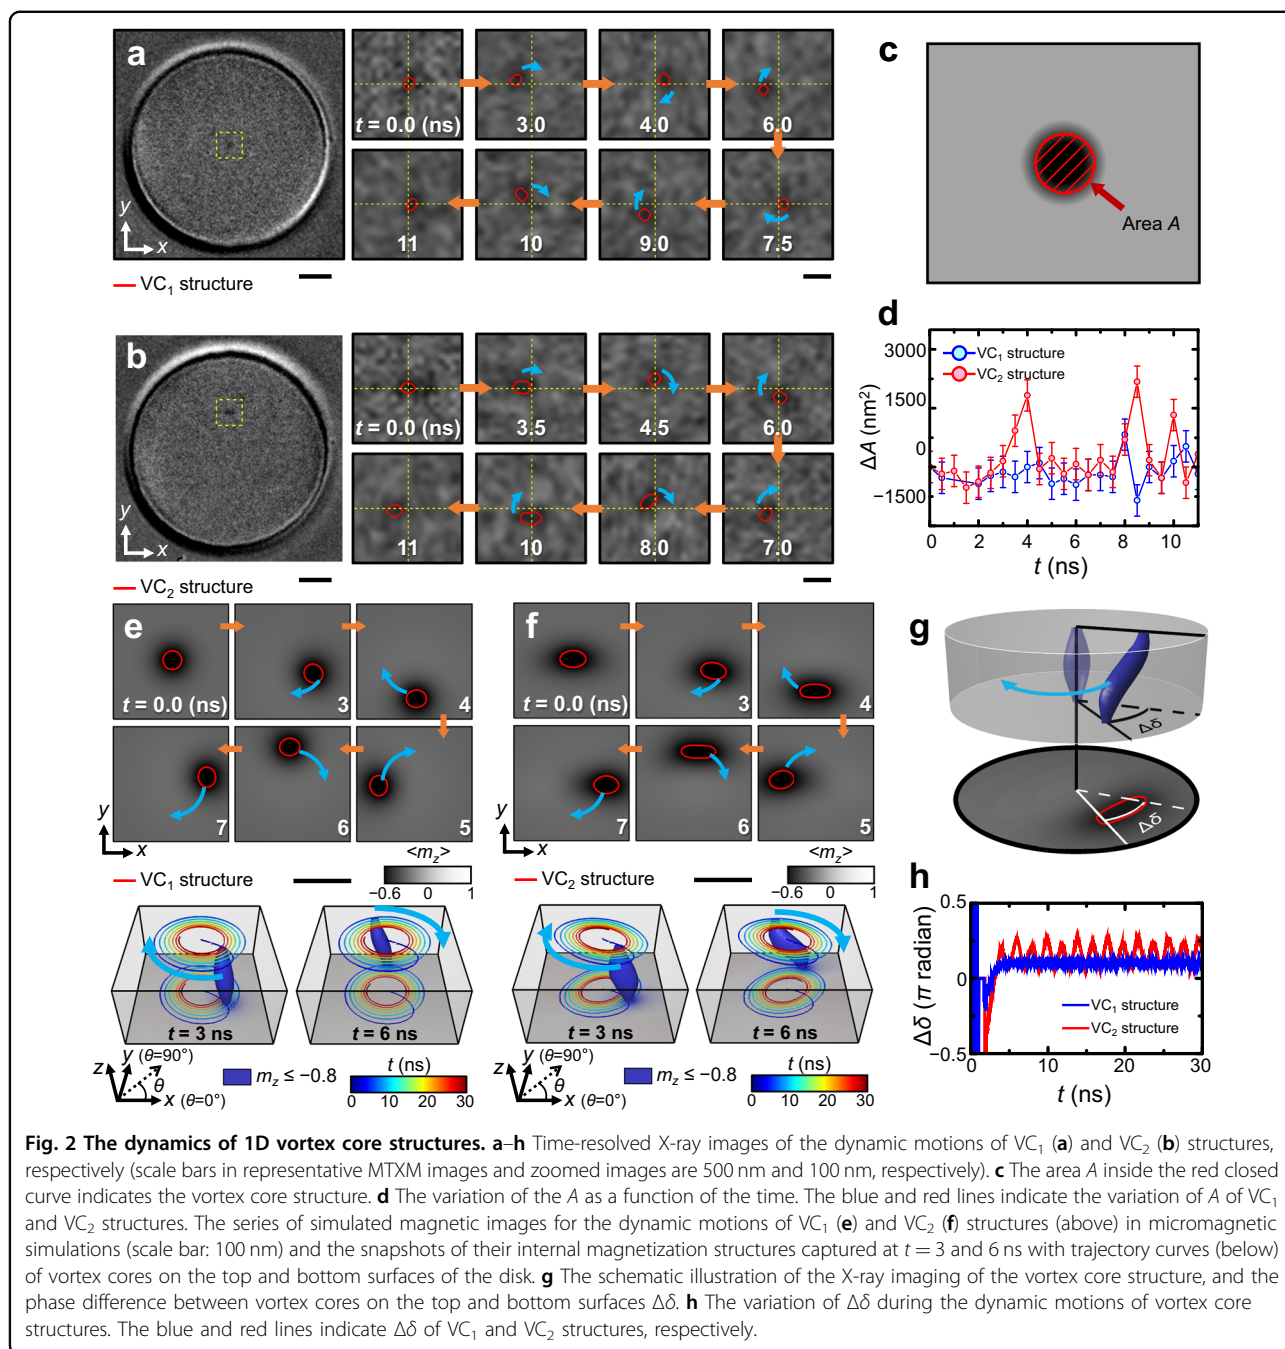 a
t = 0.0 (ns)
3.0
4.0
6.0
11
10
9.0
7.5
y
x
VC1 structure
b
t = 0.0 (ns)
3.5
4.5
6.0
11
10
8.0
7.0
y
x
VC2 structure
c
Area A
d
VC1 structure
VC2 structure
3000
1500
0
−1500
ΔA (nm²)
0 2 4 6 8 10
t (ns)
e
t = 0.0 (ns)
3
4
7
6
5
y
x
<mz>
−0.6 0 1
VC1 structure
t = 3 ns
t = 6 ns
z y (θ=90°)
θ
x (θ=0°)
mz ≤ −0.8
t (ns)
0 10 20 30
f
t = 0.0 (ns)
3
4
7
6
5
y
x
<mz>
−0.6 0 1
VC2 structure
t = 3 ns
t = 6 ns
z y (θ=90°)
θ
x (θ=0°)
mz ≤ −0.8
t (ns)
0 10 20 30
g
Δδ
Δδ
h
0.5
0
−0.5
Δδ (π radian)
VC1 structure
VC2 structure
0 10 20 30
t (ns)
Fig. 2 The dynamics of 1D vortex core structures. a–h Time-resolved X-ray images of the dynamic motions of VC1 (a) and VC2 (b) structures,
respectively (scale bars in representative MTXM images and zoomed images are 500 nm and 100 nm, respectively). c The area A inside the red closed
curve indicates the vortex core structure. d The variation of the A as a function of the time. The blue and red lines indicate the variation of A of VC1
and VC2 structures. The series of simulated magnetic images for the dynamic motions of VC1 (e) and VC2 (f) structures (above) in micromagnetic
simulations (scale bar: 100 nm) and the snapshots of their internal magnetization structures captured at t = 3 and 6 ns with trajectory curves (below)
of vortex cores on the top and bottom surfaces of the disk. g The schematic illustration of the X-ray imaging of the vortex core structure, and the
phase difference between vortex cores on the top and bottom surfaces Δδ. h The variation of Δδ during the dynamic motions of vortex core
structures. The blue and red lines indicate Δδ of VC1 and VC2 structures, respectively.